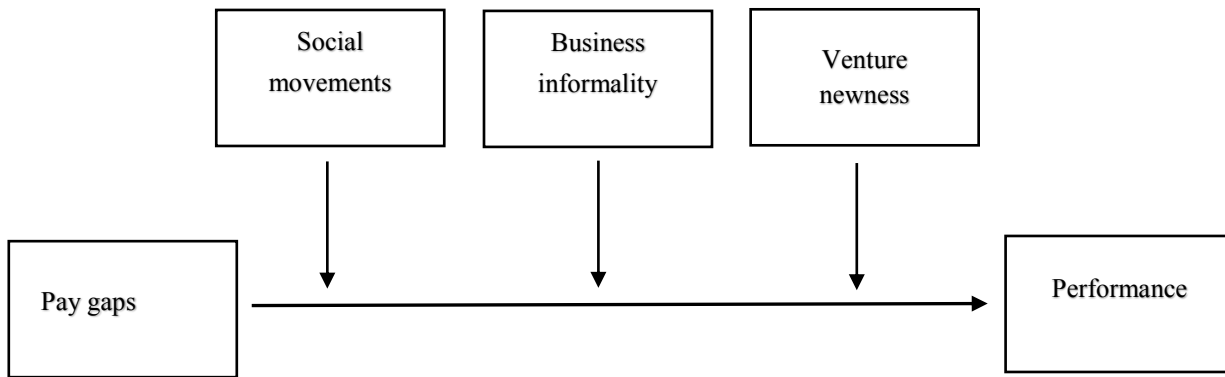 Social
movements
Business
informality
Venture
newness
Pay gaps
Performance